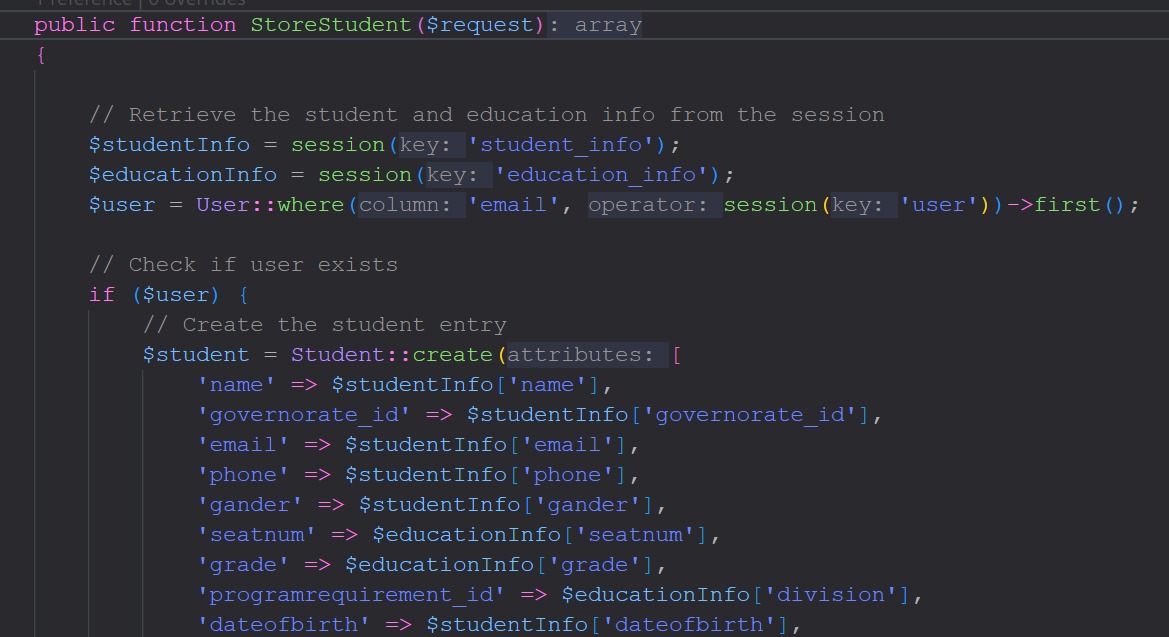 1 reference | 0 overrides
public function StoreStudent($request): array
{
// Retrieve the student and education info from the session
$studentInfo = session(key: 'student_info');
$educationInfo = session(key: 'education_info');
$user = User::where(column: 'email', operator: session(key: 'user'))->first();
// Check if user exists
if ($user) {
// Create the student entry
$student = Student::create(attributes: [
'name' => $studentInfo['name'],
'governorate_id' => $studentInfo['governorate_id'],
'email' => $studentInfo['email'],
'phone' => $studentInfo['phone'],
'gander' => $studentInfo['gander'],
'seatnum' => $educationInfo['seatnum'],
'grade' => $educationInfo['grade'],
'programrequirement_id' => $educationInfo['division'],
'dateofbirth' => $studentInfo['dateofbirth'],